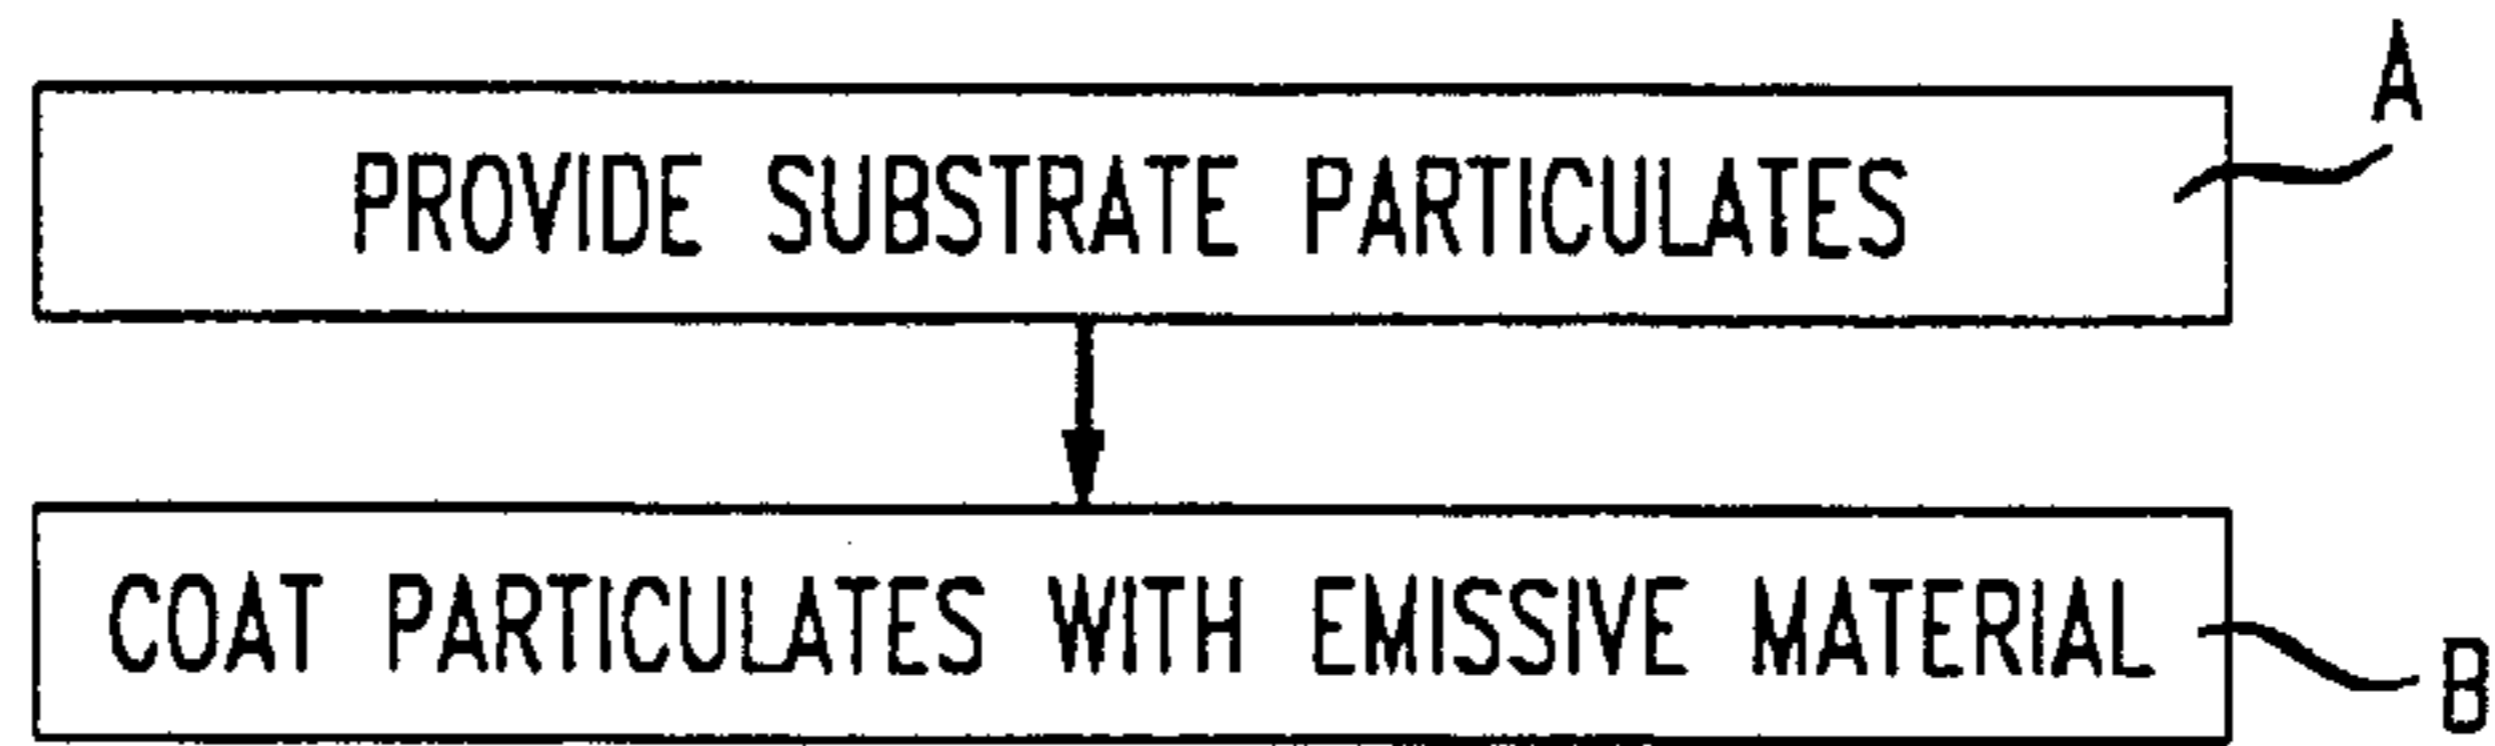 A
PROVIDE SUBSTRATE PARTICULATES
COAT PARTICULATES WITH EMISSIVE MATERIAL
B